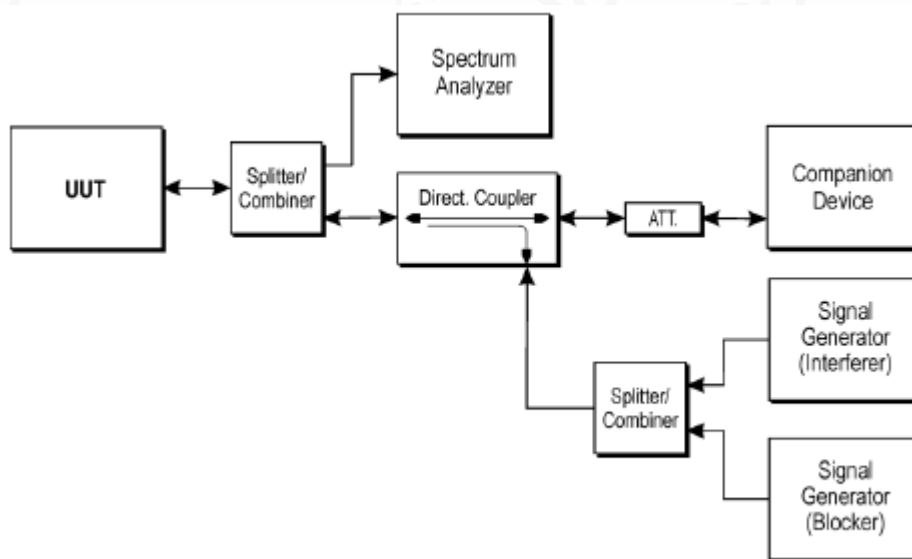 Spectrum
Analyzer
UUT
Splitter/
Combiner
Direct. Coupler
ATT.
Companion
Device
Signal
Generator
(Interferer)
Splitter/
Combiner
Signal
Generator
(Blocker)